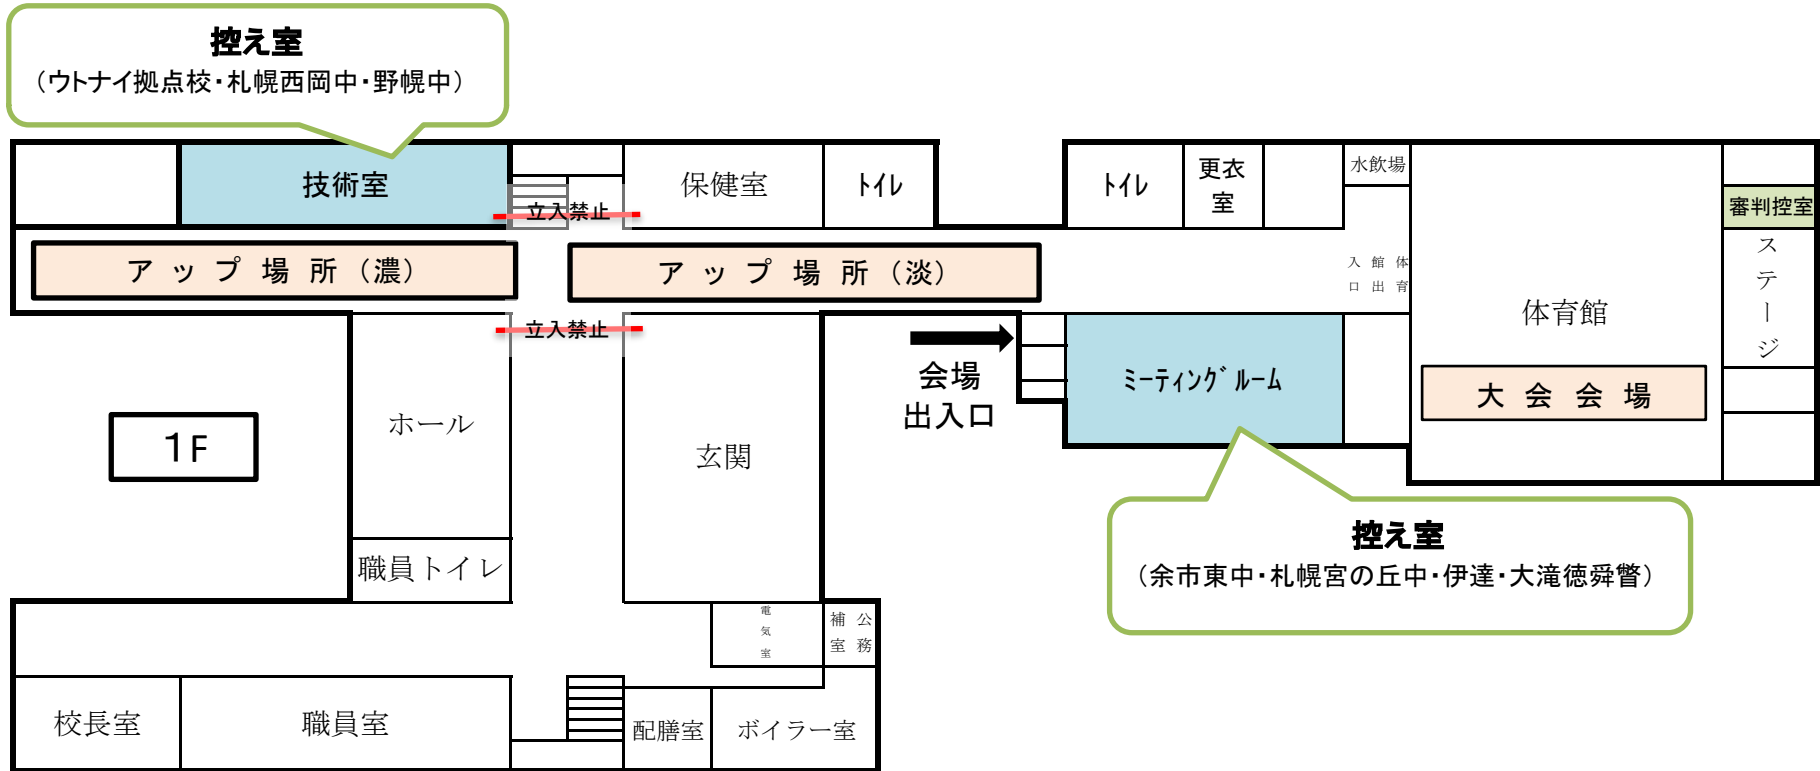 控え室
（ウトナイ拠点校・札幌西岡中・野幌中）
技術室
立入禁止
保健室
トイレ
トイレ
更衣
室
水飲場
審判控室
アップ場所（濃）
アップ場所（淡）
体育
館出
入口
体育館
ステージ
立入禁止
会場
出入口
ミーティングルーム
大会会場
1F
ホール
玄関
控え室
（余市東中・札幌宮の丘中・伊達・大滝徳舜瞥）
職員トイレ
電気室
公務
補室
校長室
職員室
配膳室
ボイラー室